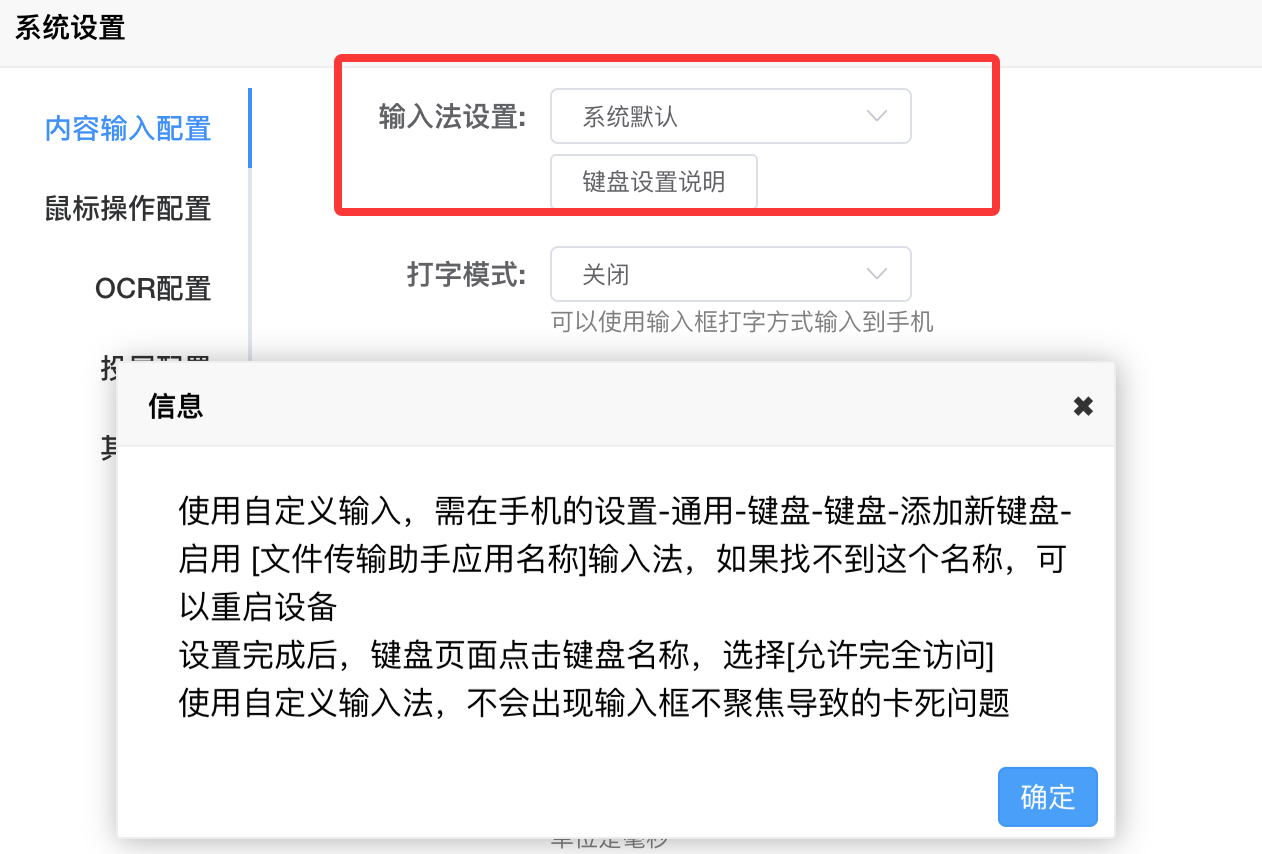 系统设置
内容输入配置
输入法设置:
系统默认
键盘设置说明
鼠标操作配置
打字模式:
关闭
可以使用输入框打字方式输入到手机
OCR配置
信息
✖
使用自定义输入，需在手机的设置-通用-键盘-键盘-添加新键盘-
启用 [文件传输助手应用名称]输入法，如果找不到这个名称，可
以重启设备
设置完成后，键盘页面点击键盘名称，选择[允许完全访问]
使用自定义输入法，不会出现输入框不聚焦导致的卡死问题
确定